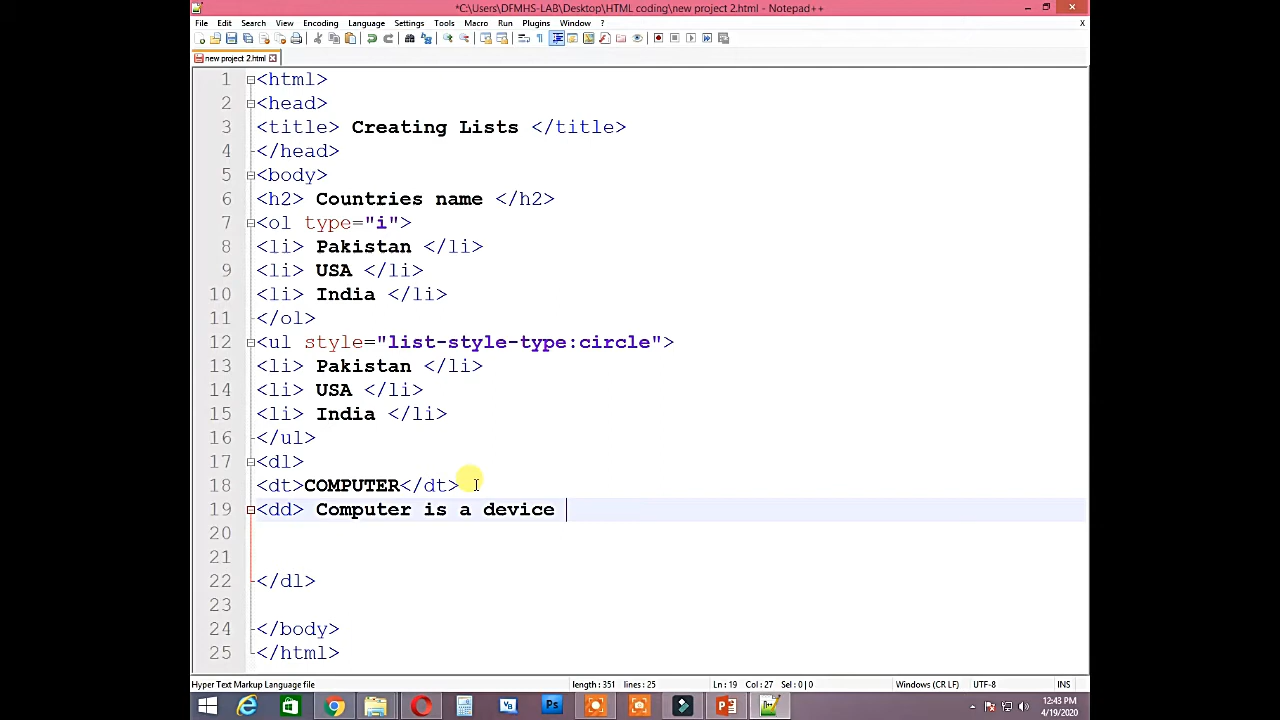 *C:\Users\DFMHS-LAB\Desktop\HTML coding\new project 2.html - Notepad++
File Edit Search View Encoding Language Settings Tools Macro Run Plugins Window ? X
new project 2.html
1 <html>
2 <head>
3 <title> Creating Lists </title>
4 </head>
5 <body>
6 <h2> Countries name </h2>
7 <ol type="i">
8 <li> Pakistan </li>
9 <li> USA </li>
10 <li> India </li>
11 </ol>
12 <ul style="list-style-type:circle">
13 <li> Pakistan </li>
14 <li> USA </li>
15 <li> India </li>
16 </ul>
17 <dl>
18 <dt>COMPUTER</dt>
19 <dd> Computer is a device
20
21
22 </dl>
23
24 </body>
25 </html>
Hyper Text Markup Language file length : 351 lines : 25 Ln : 19 Col : 27 Sel : 0 | 0 Windows (CR LF) UTF-8 INS
Ps
12:43 PM
4/19/2020